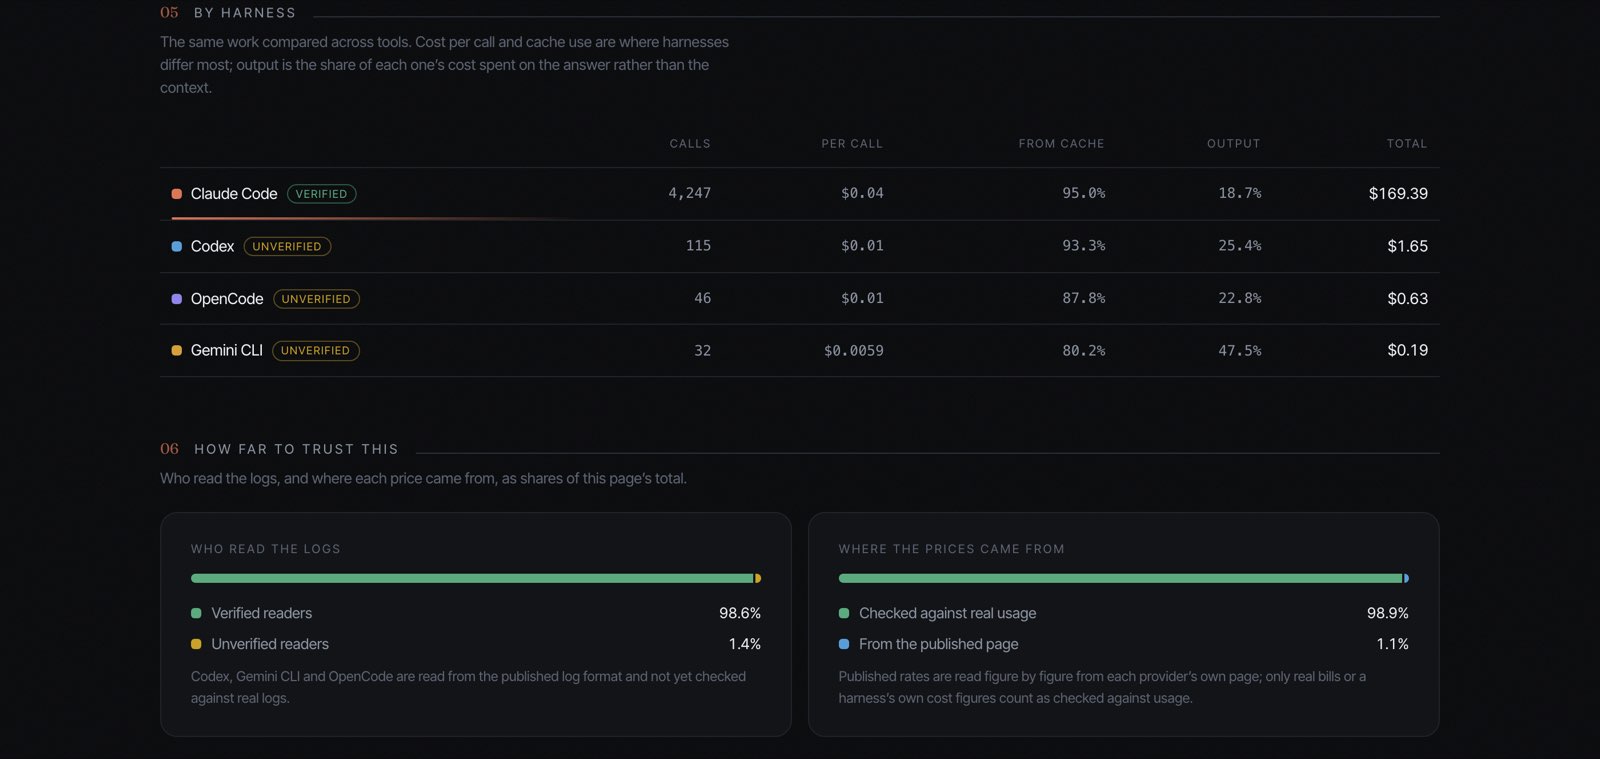 05 BY HARNESS
The same work compared across tools. Cost per call and cache use are where harnesses
differ most; output is the share of each one's cost spent on the answer rather than the
context.
CALLS PER CALL FROM CACHE OUTPUT TOTAL
Claude Code VERIFIED 4,247 $0.04 95.0% 18.7% $169.39
Codex UNVERIFIED 115 $0.01 93.3% 25.4% $1.65
OpenCode UNVERIFIED 46 $0.01 87.8% 22.8% $0.63
Gemini CLI UNVERIFIED 32 $0.0059 80.2% 47.5% $0.19
06 HOW FAR TO TRUST THIS
Who read the logs, and where each price came from, as shares of this page's total.
WHO READ THE LOGS
Verified readers 98.6%
Unverified readers 1.4%
Codex, Gemini CLI and OpenCode are read from the published log format and not yet checked
against real logs.
WHERE THE PRICES CAME FROM
Checked against real usage 98.9%
From the published page 1.1%
Published rates are read figure by figure from each provider's own page; only real bills or a
harness's own cost figures count as checked against usage.